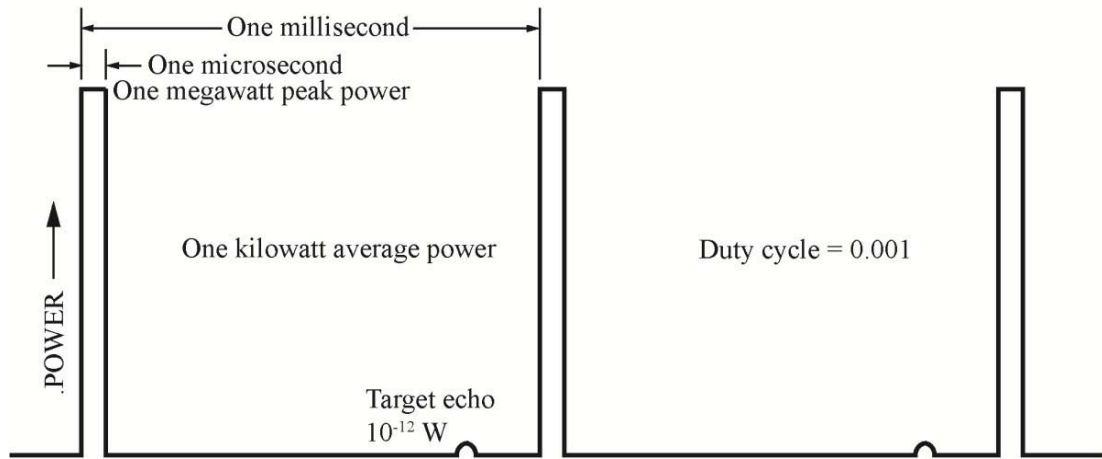 One millisecond
One microsecond
One megawatt peak power
.POWER
One kilowatt average power
Duty cycle = 0.001
Target echo
10⁻¹² W